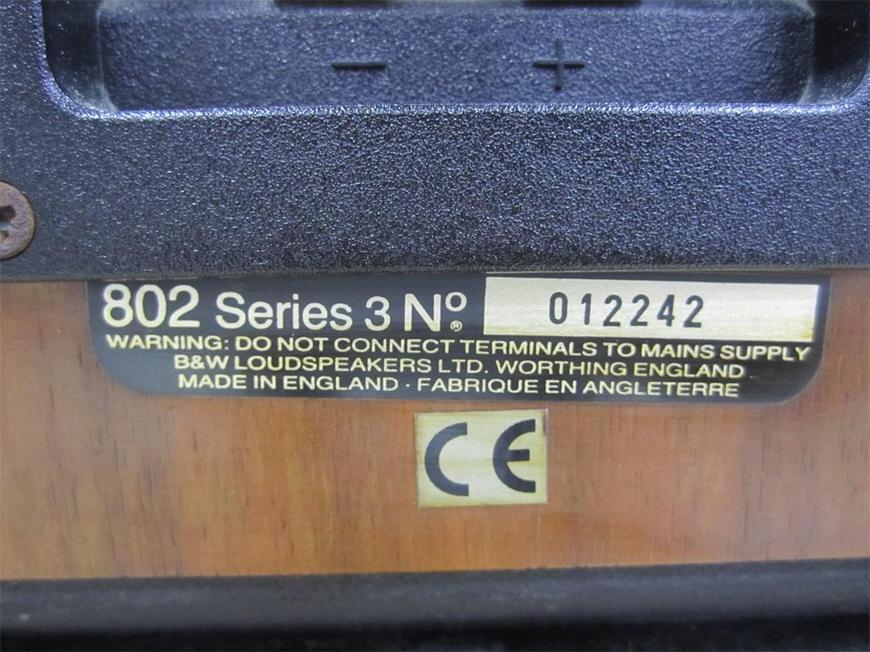 − +
802 Series 3 Nº ® 012242
WARNING: DO NOT CONNECT TERMINALS TO MAINS SUPPLY
B&W LOUDSPEAKERS LTD. WORTHING ENGLAND
MADE IN ENGLAND · FABRIQUE EN ANGLETERRE
CE